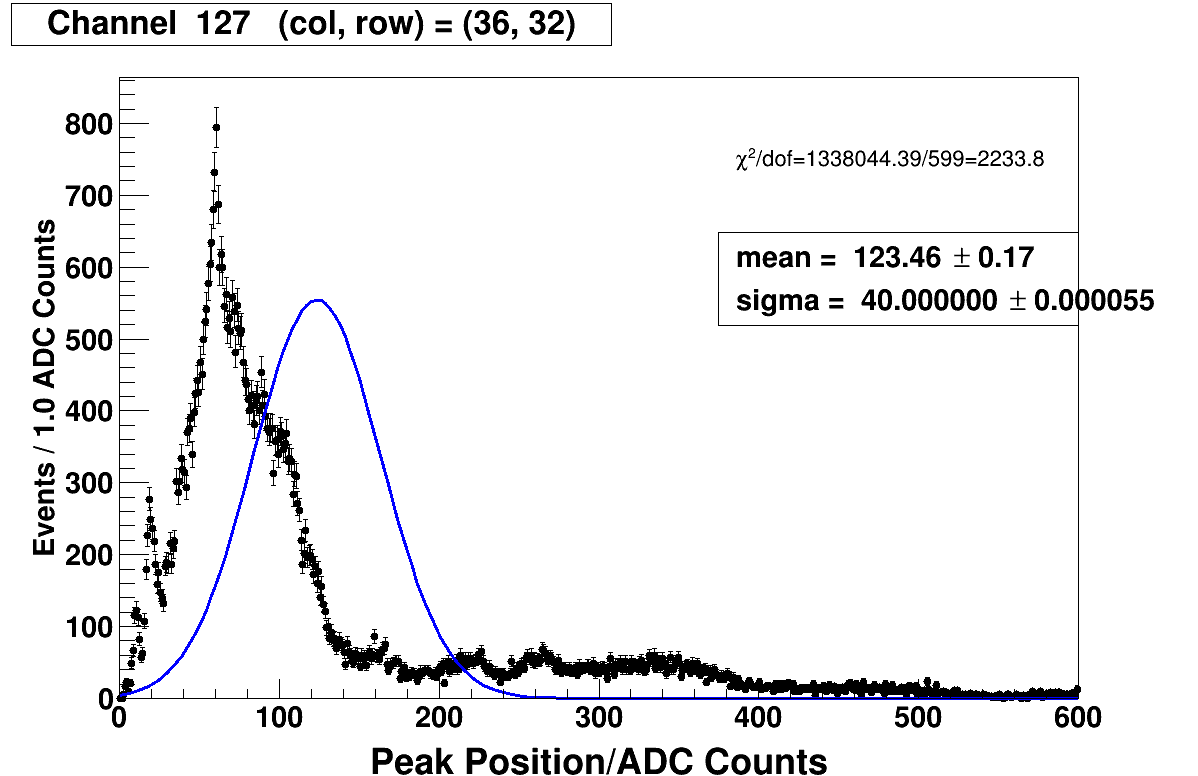 Channel 127 (col, row) = (36, 32)
χ²/dof=1338044.39/599=2233.8
mean = 123.46 ± 0.17
sigma = 40.000000 ± 0.000055
Events / 1.0 ADC Counts
800
700
600
500
400
300
200
100
0
0 100 200 300 400 500 600
Peak Position/ADC Counts